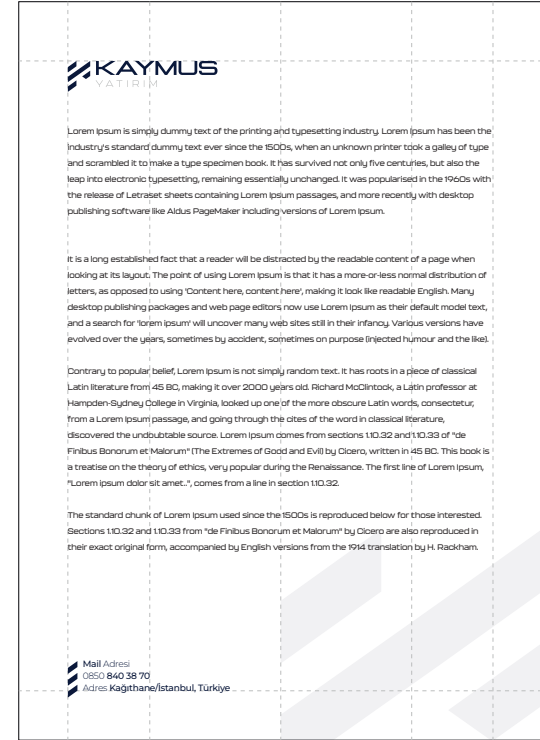 KAYMUS
YATIRIM
Lorem Ipsum is simply dummy text of the printing and typesetting industry. Lorem Ipsum has been the
industry's standard dummy text ever since the 1500s, when an unknown printer took a galley of type
and scrambled it to make a type specimen book. It has survived not only five centuries, but also the
leap into electronic typesetting, remaining essentially unchanged. It was popularised in the 1960s with
the release of Letraset sheets containing Lorem Ipsum passages, and more recently with desktop
publishing software like Aldus PageMaker including versions of Lorem Ipsum.
It is a long established fact that a reader will be distracted by the readable content of a page when
looking at its layout. The point of using Lorem Ipsum is that it has a more-or-less normal distribution of
letters, as opposed to using 'Content here, content here', making it look like readable English. Many
desktop publishing packages and web page editors now use Lorem Ipsum as their default model text,
and a search for 'lorem ipsum' will uncover many web sites still in their infancy. Various versions have
evolved over the years, sometimes by accident, sometimes on purpose (injected humour and the like).
Contrary to popular belief, Lorem Ipsum is not simply random text. It has roots in a piece of classical
Latin literature from 45 BC, making it over 2000 years old. Richard McClintock, a Latin professor at
Hampden-Sydney College in Virginia, looked up one of the more obscure Latin words, consectetur,
from a Lorem Ipsum passage, and going through the cites of the word in classical literature,
discovered the undoubtable source. Lorem Ipsum comes from sections 1.10.32 and 1.10.33 of "de
Finibus Bonorum et Malorum" (The Extremes of Good and Evil) by Cicero, written in 45 BC. This book is
a treatise on the theory of ethics, very popular during the Renaissance. The first line of Lorem Ipsum,
"Lorem ipsum dolor sit amet..", comes from a line in section 1.10.32.
The standard chunk of Lorem Ipsum used since the 1500s is reproduced below for those interested.
Sections 1.10.32 and 1.10.33 from "de Finibus Bonorum et Malorum" by Cicero are also reproduced in
their exact original form, accompanied by English versions from the 1914 translation by H. Rackham.
Mail Adresi
0850 840 38 70
Adres Kağıthane/İstanbul, Türkiye